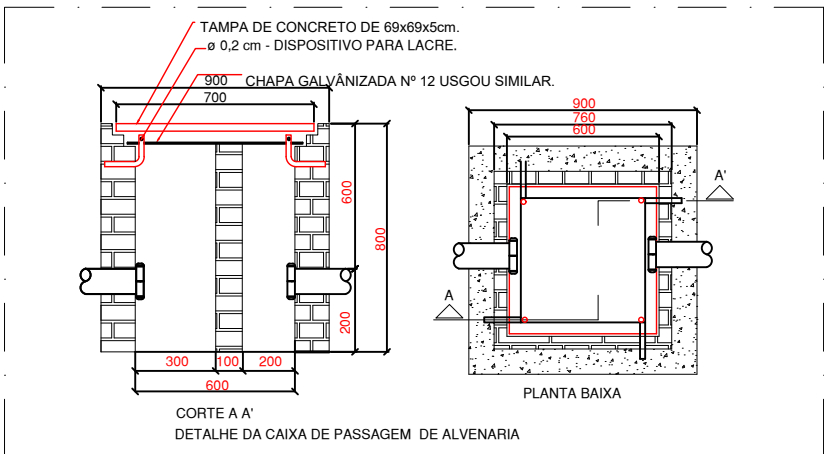 TAMPA DE CONCRETO DE 69x69x5cm.
ø 0,2 cm - DISPOSITIVO PARA LACRE.
CHAPA GALVÂNIZADA Nº 12 USGOU SIMILAR.
900
700
600
800
200
300
100
200
600
CORTE A A'
DETALHE DA CAIXA DE PASSAGEM DE ALVENARIA
900
760
600
A'
A
PLANTA BAIXA